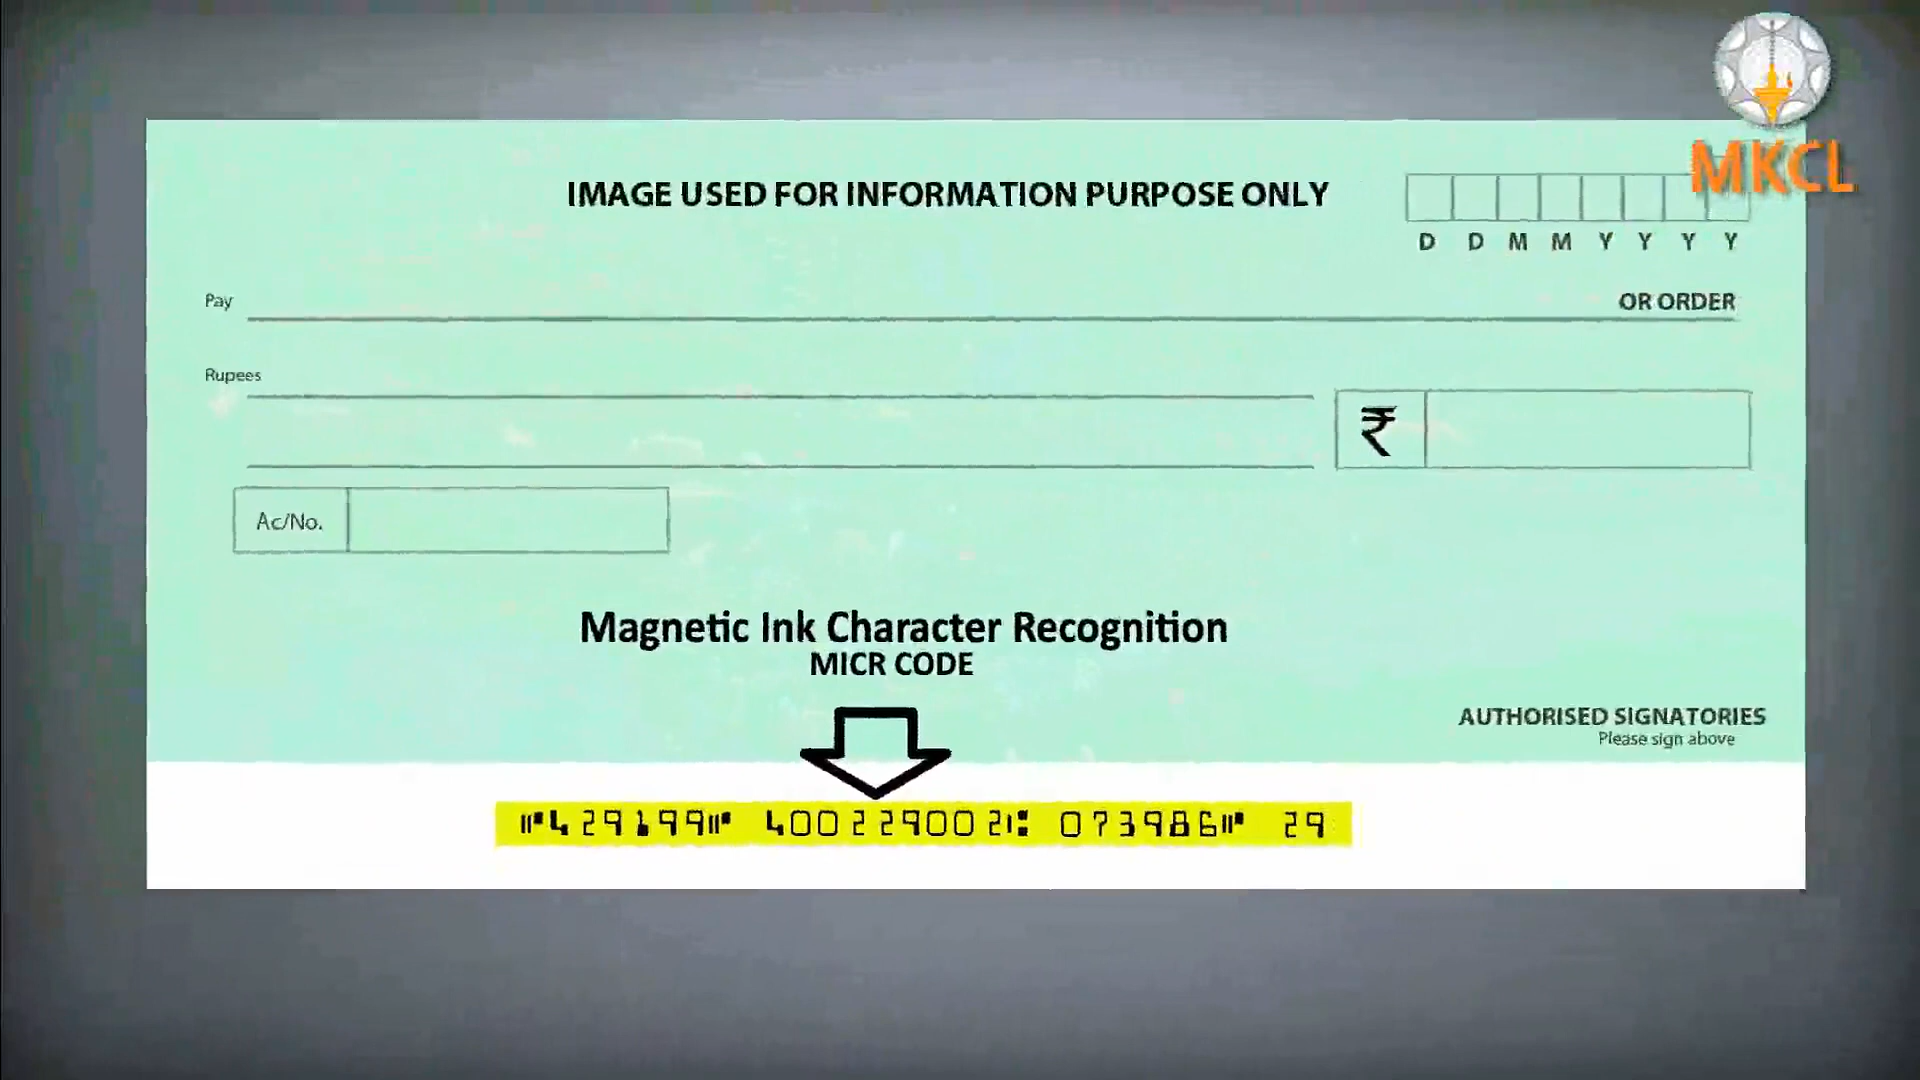 MKCL
IMAGE USED FOR INFORMATION PURPOSE ONLY
D D M M Y Y Y Y
Pay
OR ORDER
Rupees
₹
Ac/No.
Magnetic Ink Character Recognition
MICR CODE
AUTHORISED SIGNATORIES
Please sign above
⑈429199⑈ 400229002⑆ 073986⑈ 29